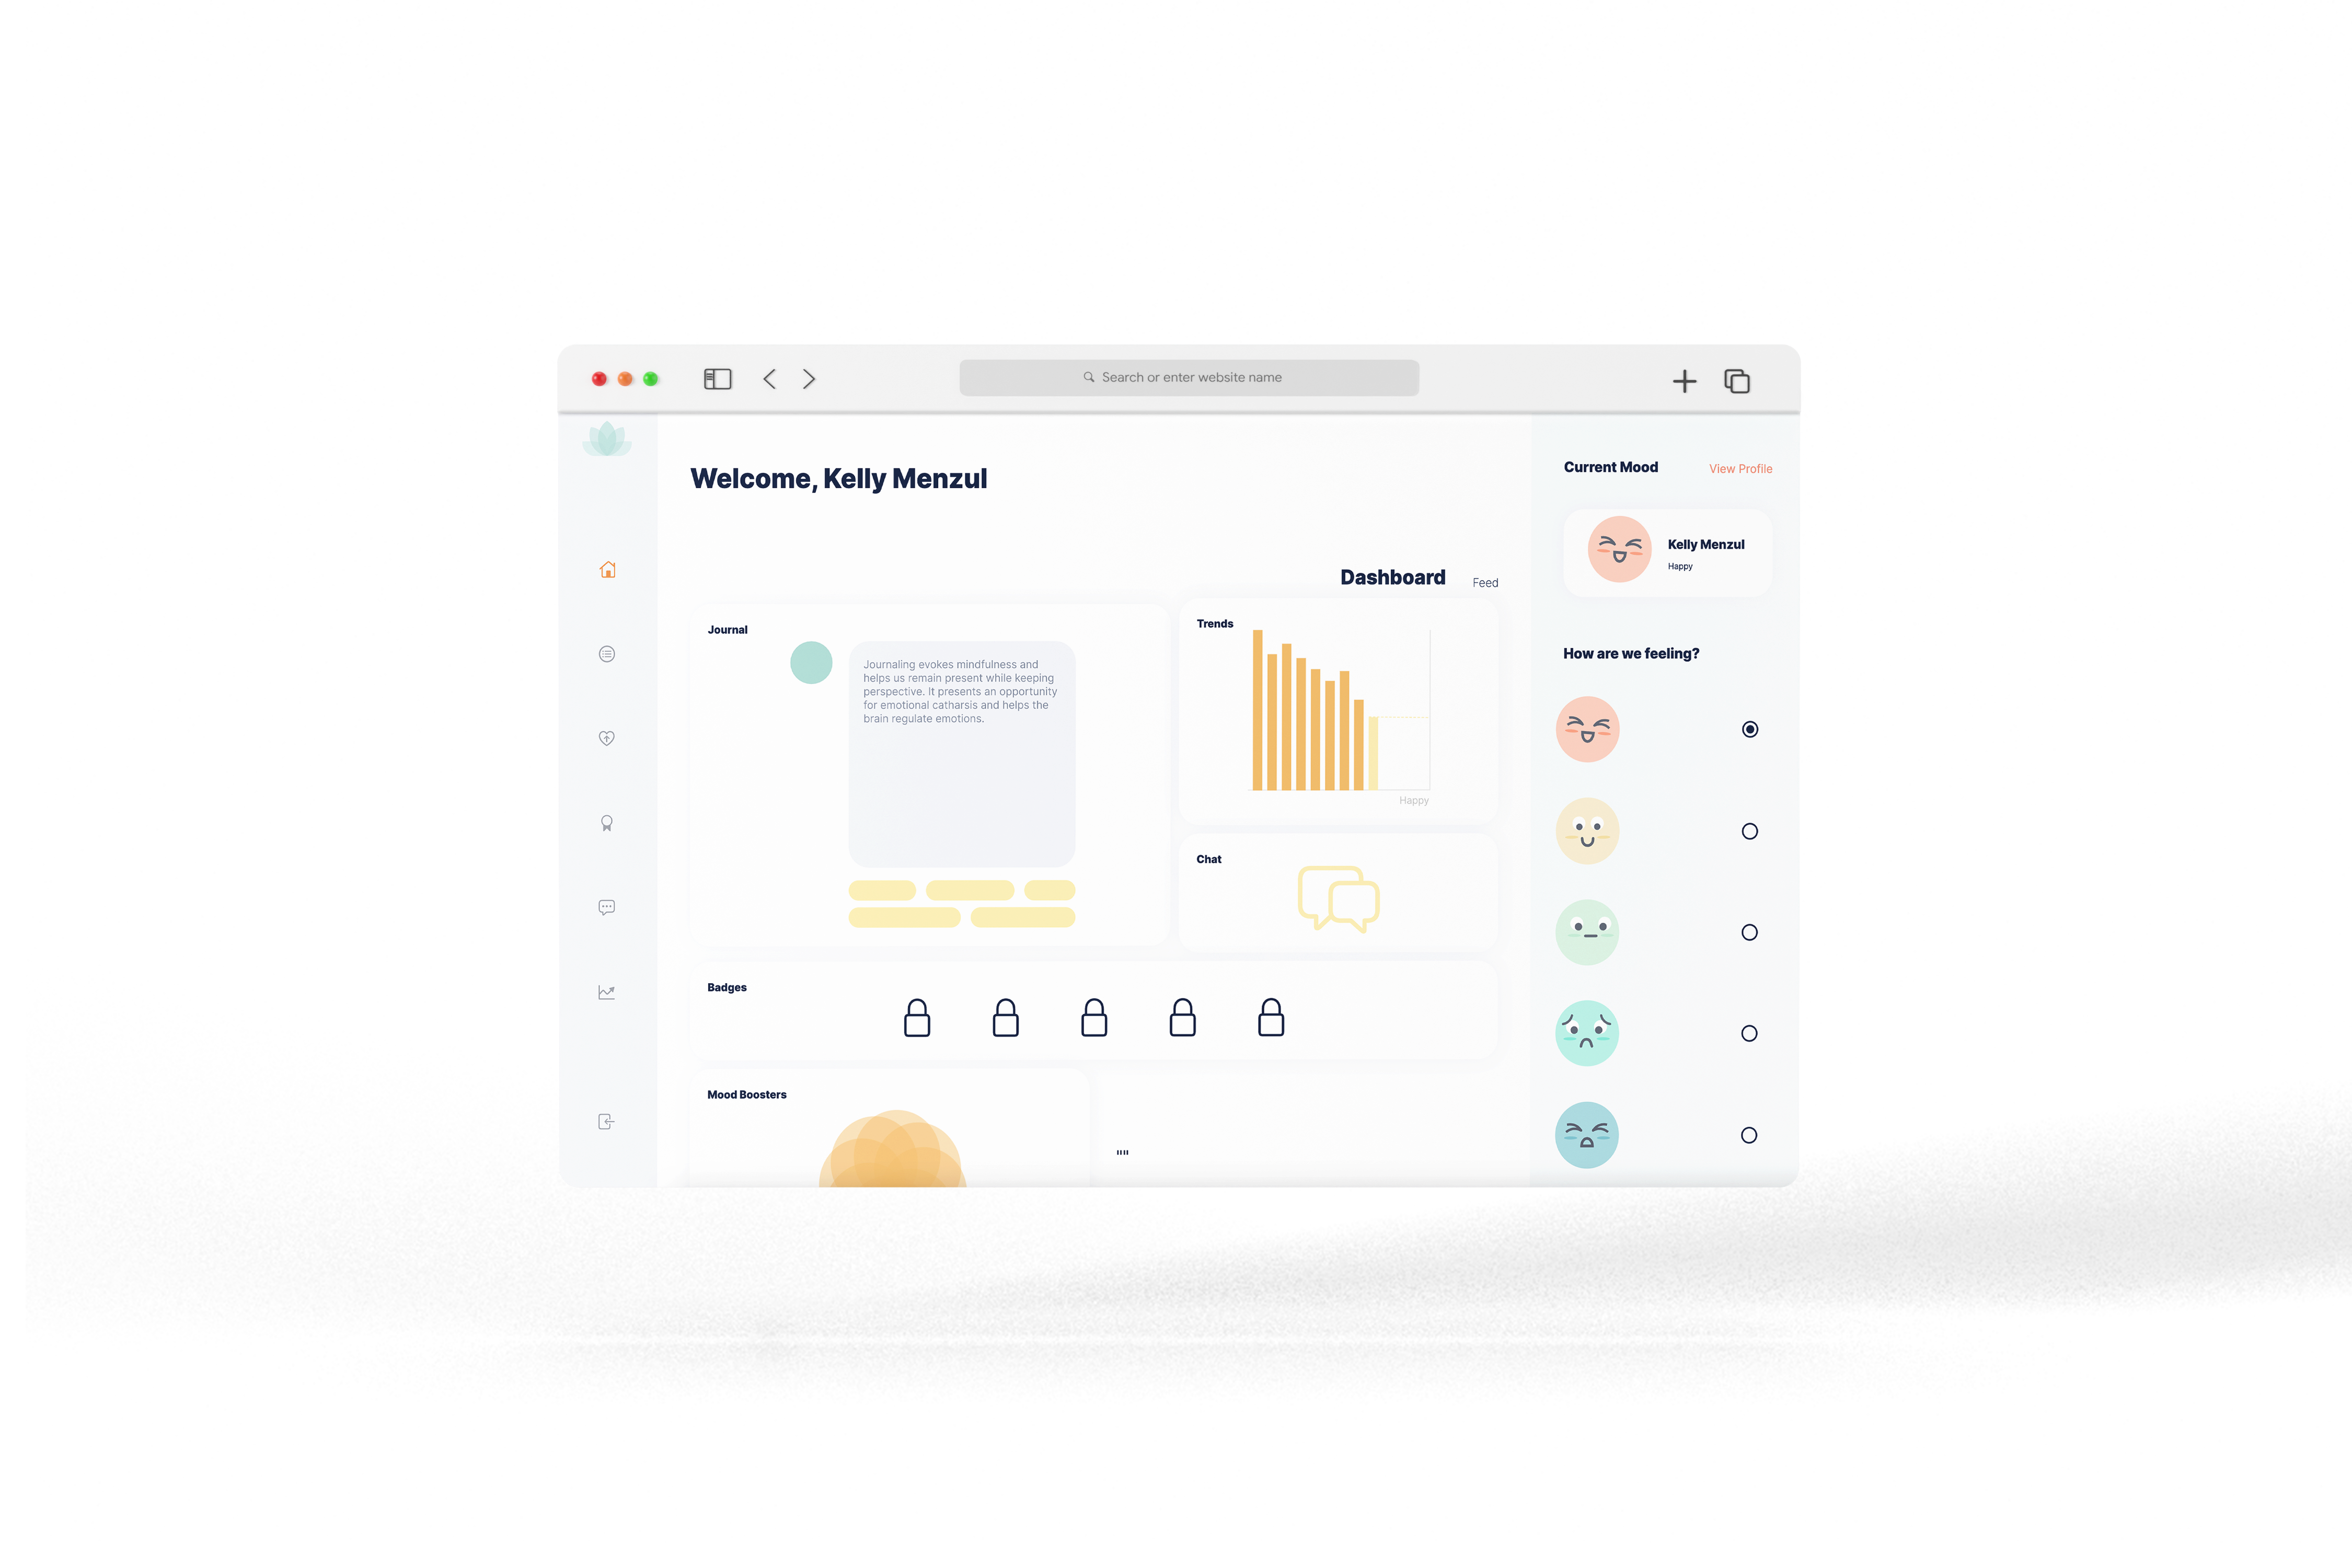 Search or enter website name
Welcome, Kelly Menzul
Dashboard
Feed
Journal
Journaling evokes mindfulness and
helps us remain present while keeping
perspective. It presents an opportunity
for emotional catharsis and helps the
brain regulate emotions.
Trends
Happy
Chat
Badges
Mood Boosters
""
Current Mood
View Profile
Kelly Menzul
Happy
How are we feeling?